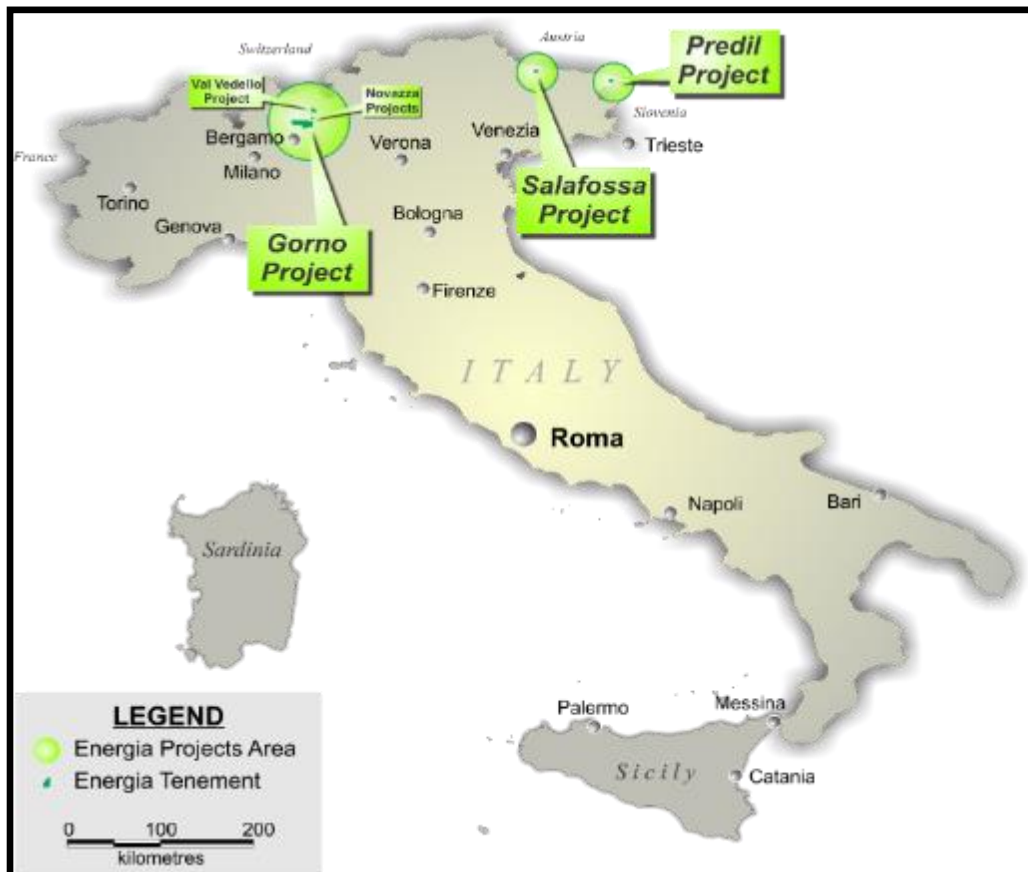 Switzerland
Austria
Predil
Project
Val Vedello
Project
Novazza
Projects
Slovenia
Bergamo
Verona
Venezia
Trieste
France
Milano
Salafossa
Project
Torino
Genova
Bologna
Gorno
Project
Firenze
ITALY
Roma
Napoli
Bari
Sardinia
LEGEND
Energia Projects Area
Energia Tenement
0 100 200
kilometres
Palermo
Messina
Sicily
Catania